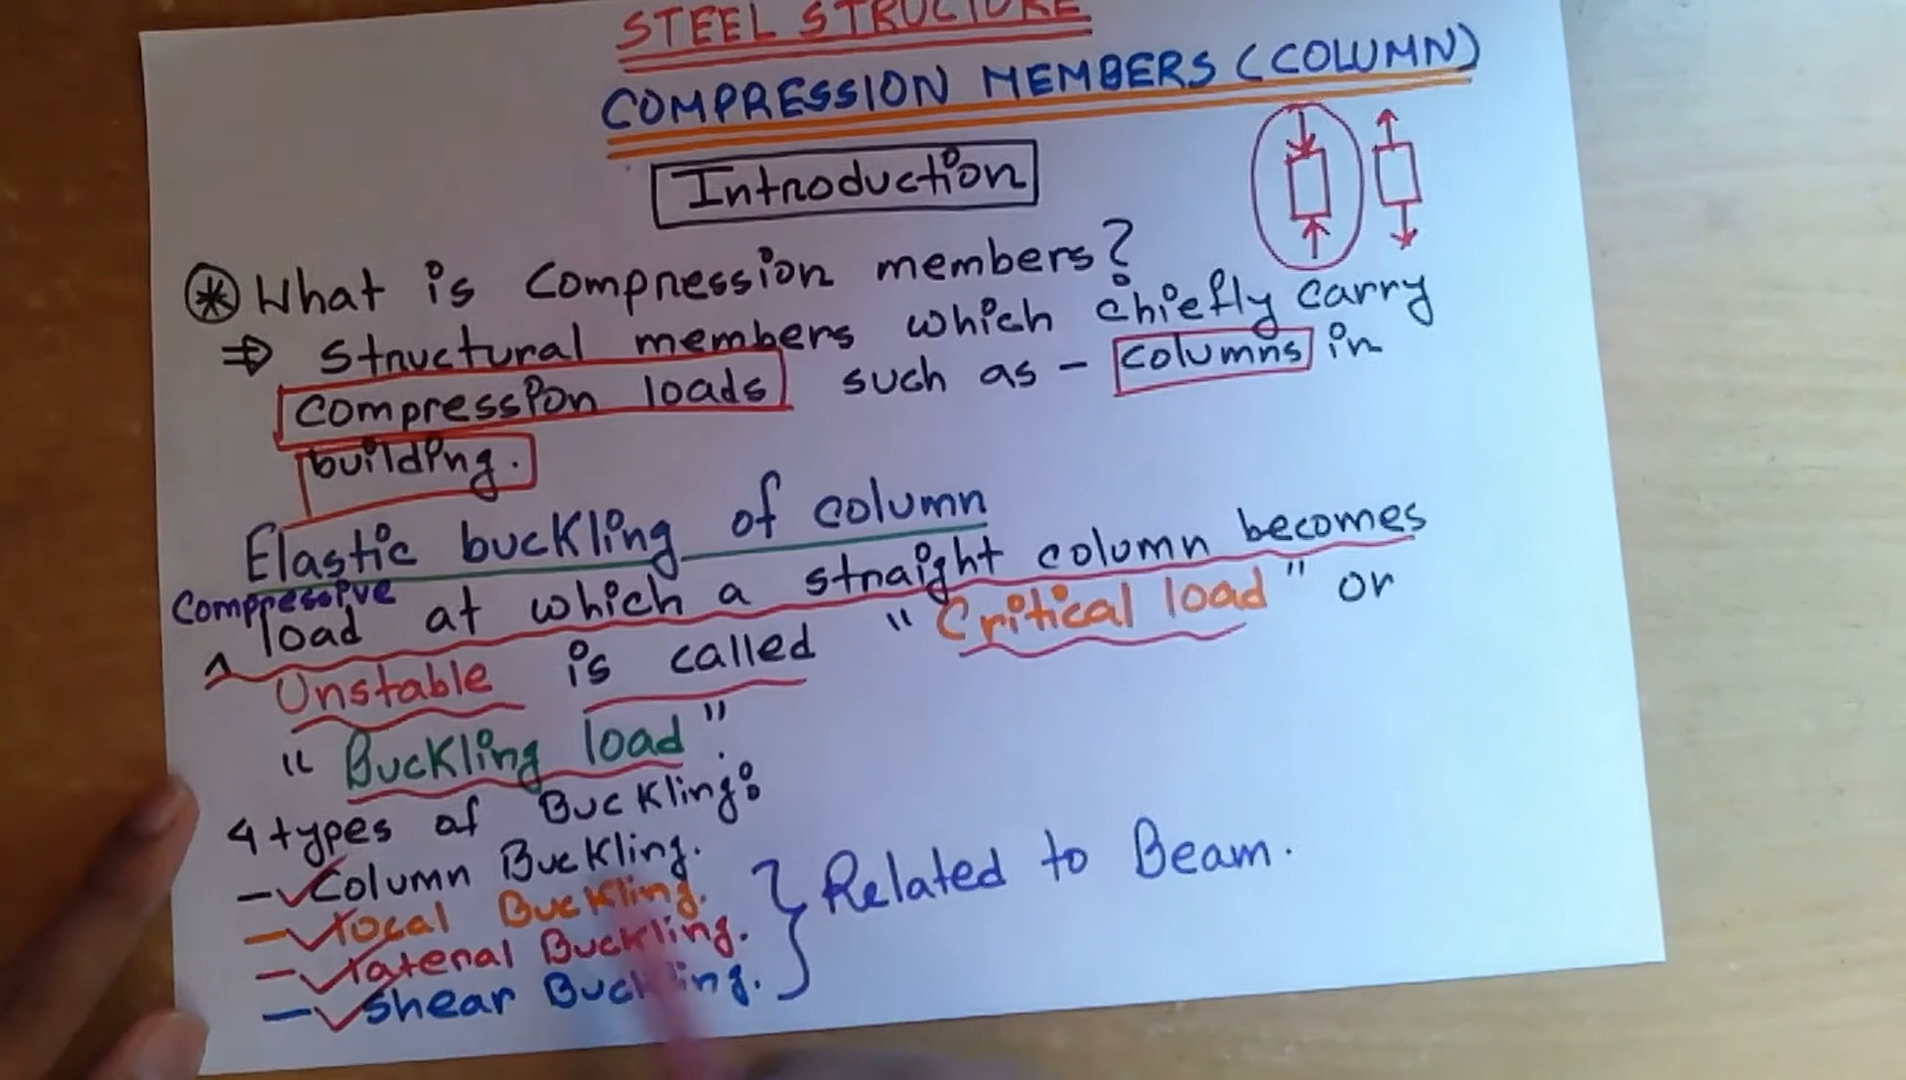 STEEL STRUCTURE
COMPRESSION MEMBERS (COLUMN)
Introduction
* What is compression members?
⇒ structural members which chiefly carry
compression loads such as - columns in
building.
Elastic buckling of column
Compressive
^ load at which a straight column becomes
Unstable is called "Critical load" or
"Buckling load".
4 types of Buckling:
- ✓ Column Buckling.
- ✓ Local Buckling.
- ✓ Lateral Buckling.
- ✓ Shear Buckling.
} Related to Beam.